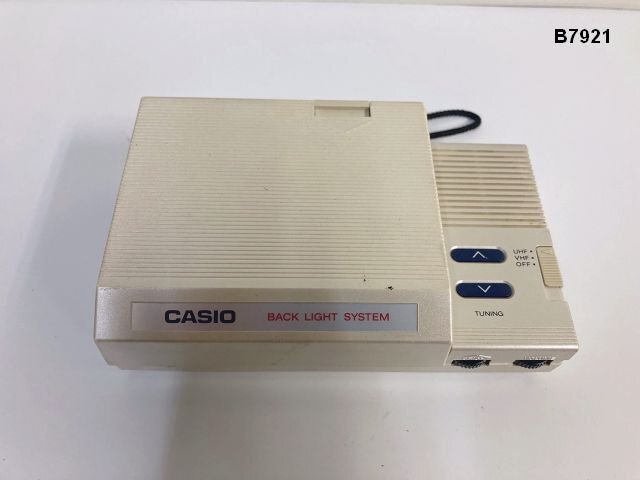 B7921
UHF •
VHF •
OFF •
TUNING
CASIO BACK LIGHT SYSTEM